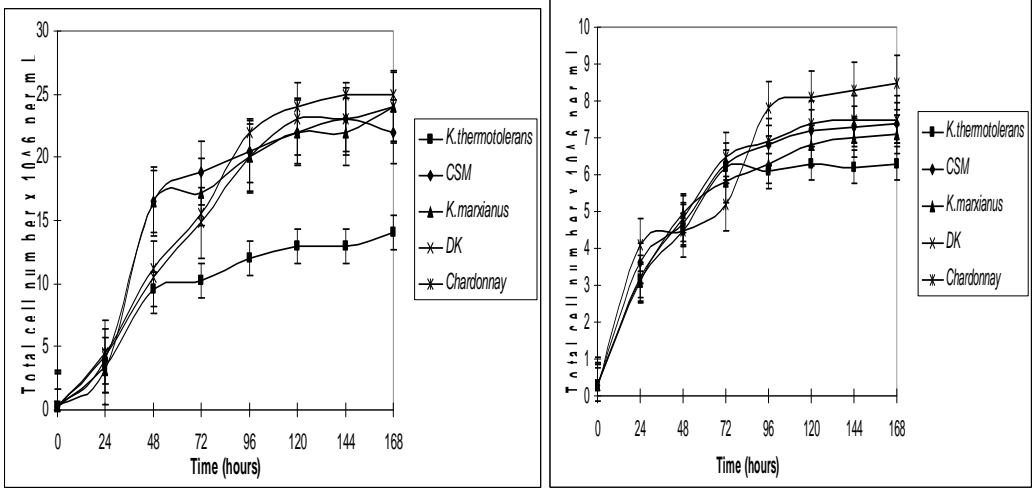 Total cell number x 10^6 per mL
30
25
20
15
10
5
0
0 24 48 72 96 120 144 168
Time (hours)
K.thermotolerans
CSM
K.marxianus
DK
Chardonnay
Total cell number x 10^6 per ml
10
9
8
7
6
5
4
3
2
1
0
0 24 48 72 96 120 144 168
Time (hours)
K.thermotolerans
CSM
K.marxianus
DK
Chardonnay